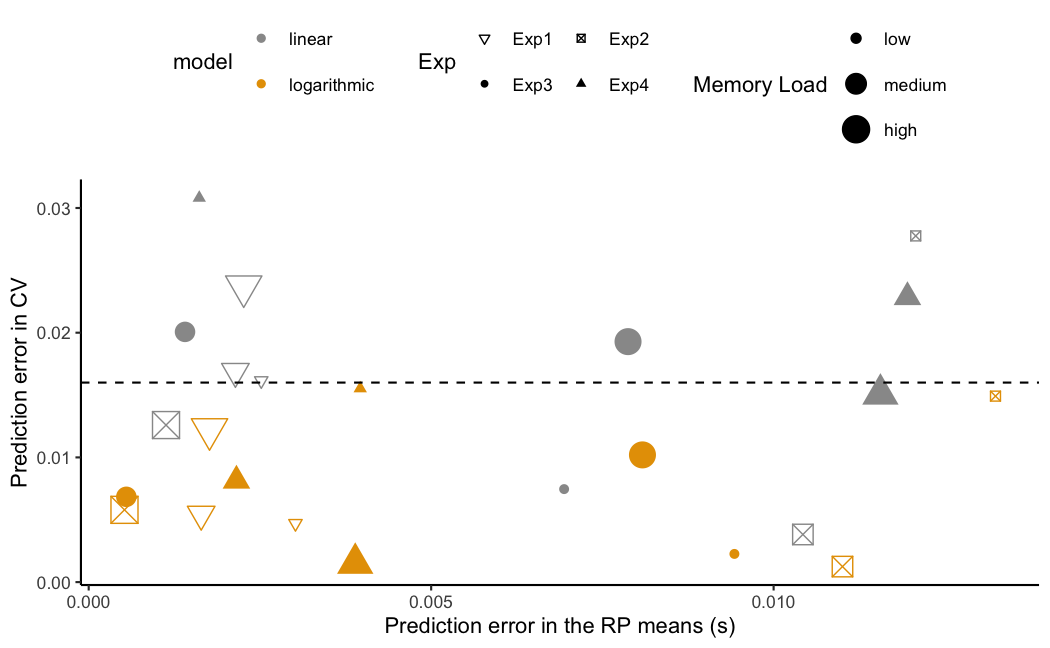 model
linear
logarithmic
Exp
Exp1
Exp2
Exp3
Exp4
Memory Load
low
medium
high
Prediction error in CV
0.03
0.02
0.01
0.00
0.000
0.005
0.010
Prediction error in the RP means (s)